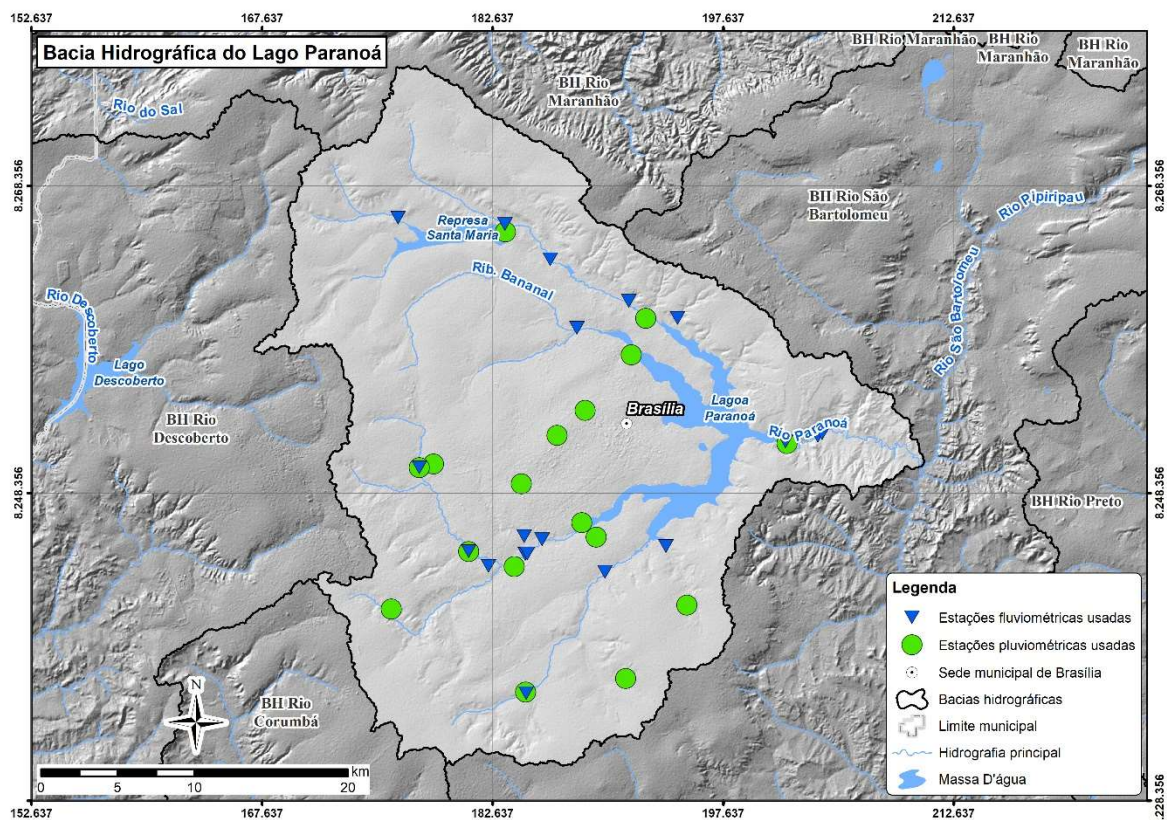 152.637
167.637
182.637
197.637
212.637
Bacia Hidrográfica do Lago Paranoá
BH Rio Maranhão
BH Rio
Maranhão
BH Rio
Maranhão
BH Rio
Maranhão
Rio do Sal
8.268.356
8.268.356
BH Rio São
Bartolomeu
Rio Pipiripau
Represa
Santa Maria
Rib. Bananal
Rio Descoberto
Rio São Bartolomeu
Lago
Descoberto
BH Rio
Descoberto
Brasília
Lagoa
Paranoá
Rio Paranoá
8.248.356
8.248.356
BH Rio Preto
BH Rio
Corumbá
N
km
0
5
10
20
Legenda
Estações fluviométricas usadas
Estações pluviométricas usadas
Sede municipal de Brasília
Bacias hidrográficas
Limite municipal
Hidrografia principal
Massa D'água
.228.356
152.637
167.637
182.637
197.637
212.637